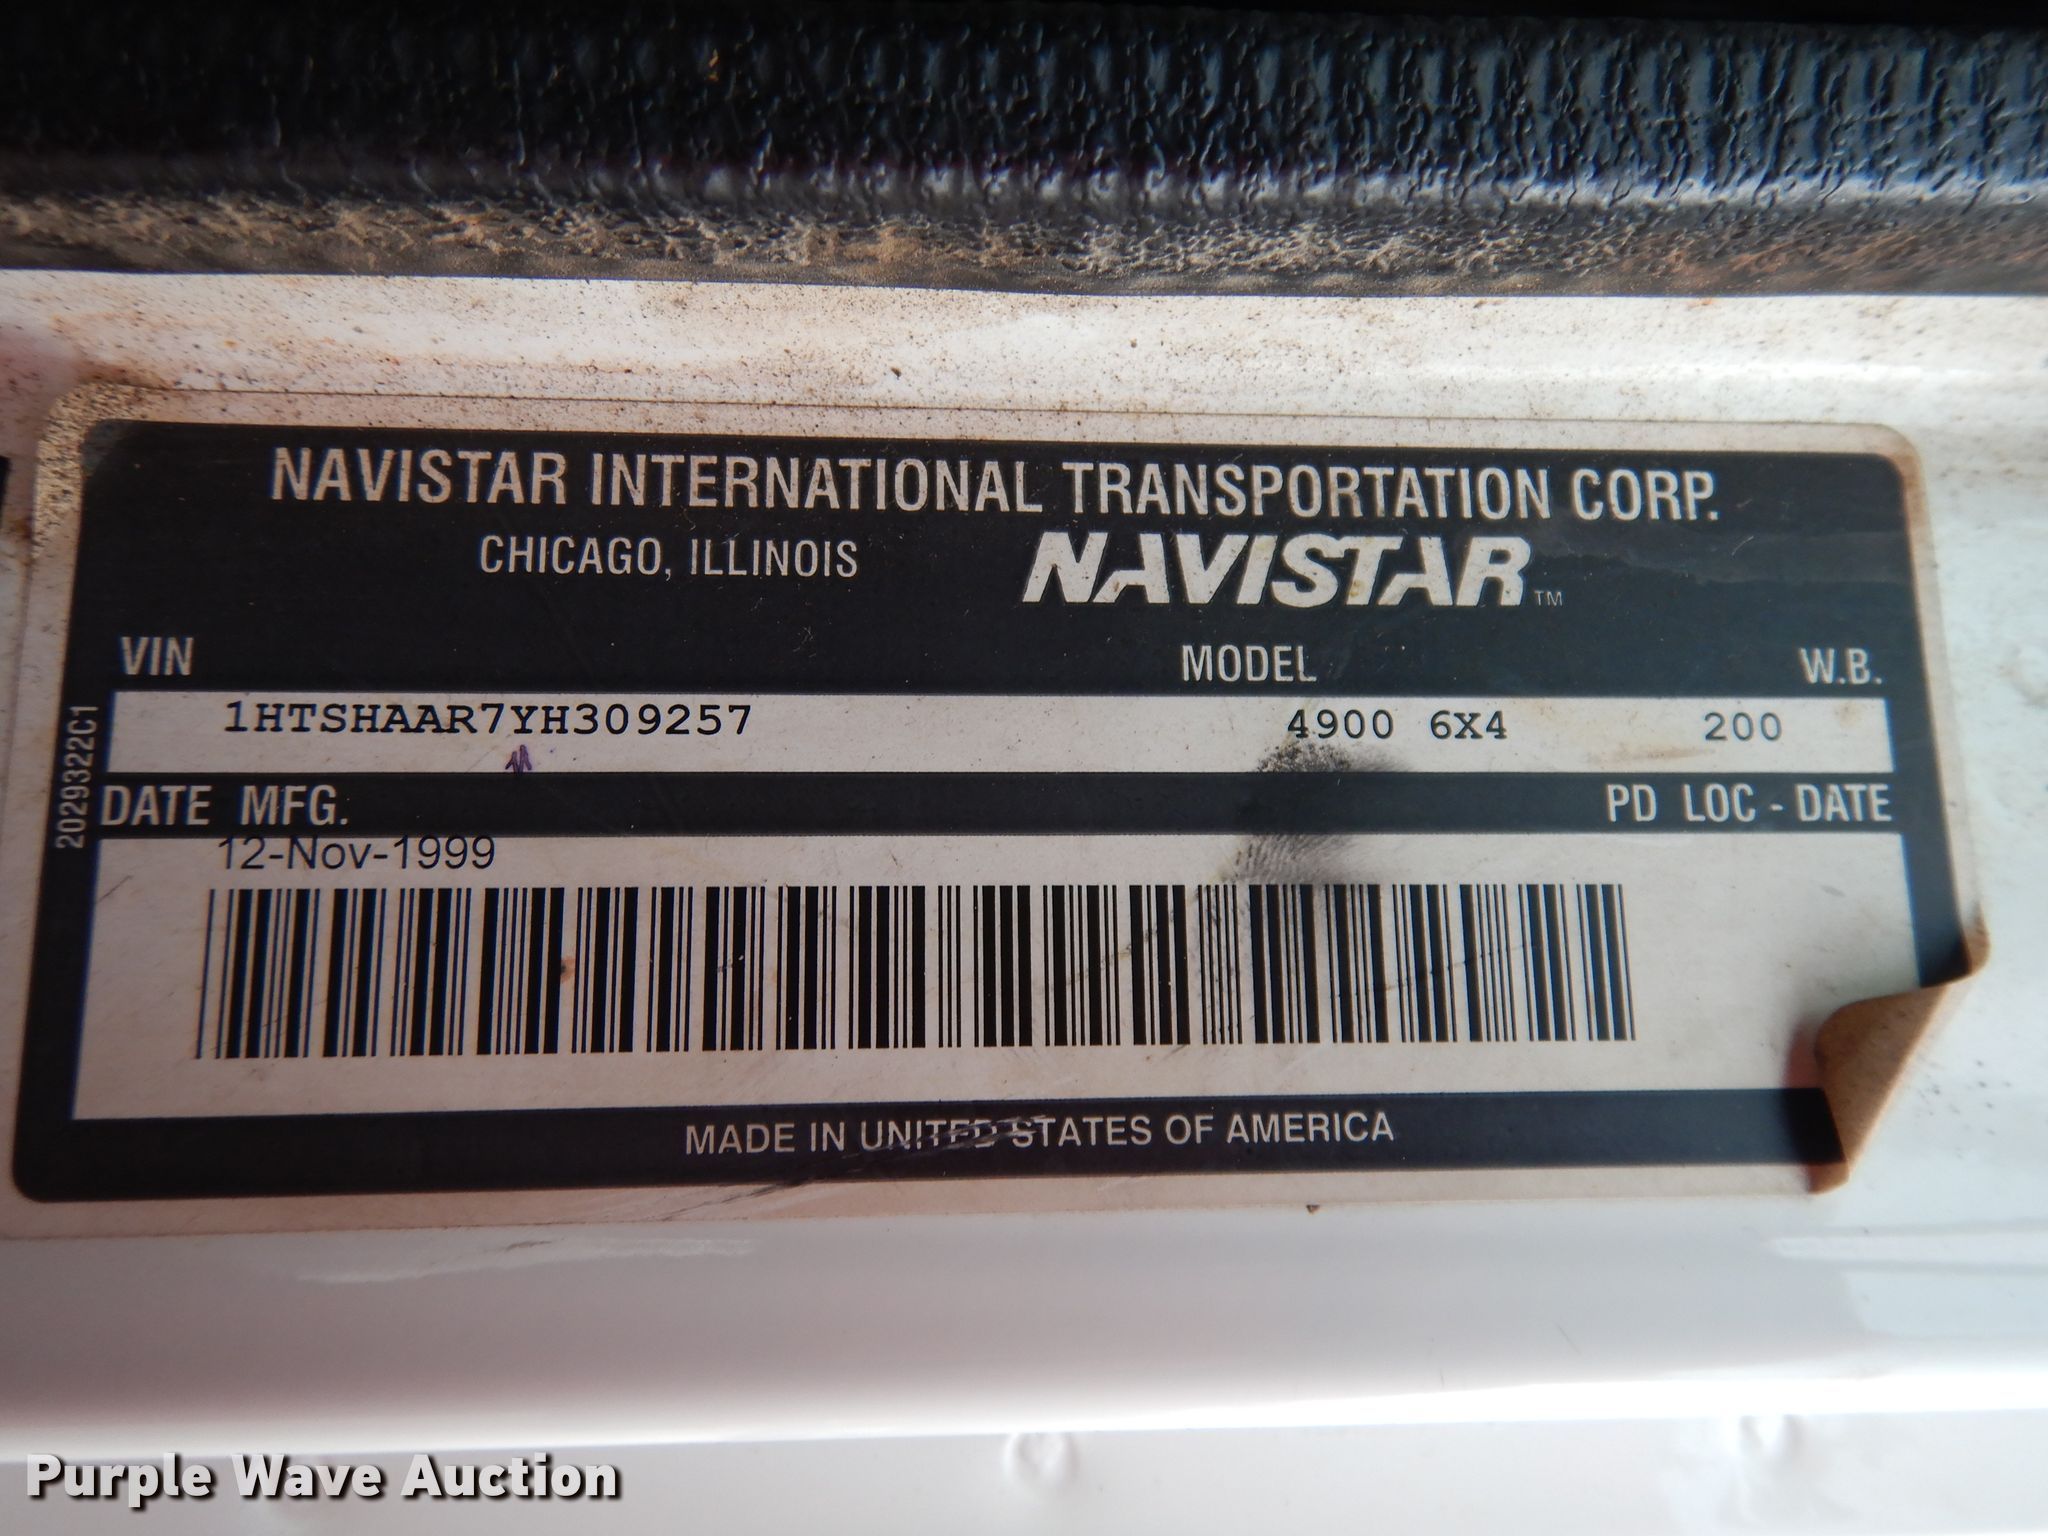 NAVISTAR INTERNATIONAL TRANSPORTATION CORP.
CHICAGO, ILLINOIS NAVISTAR™
VIN MODEL W.B.
1HTSHAAR7YH309257 4900 6X4 200
2029322C1
DATE MFG. PD LOC - DATE
12-Nov-1999
MADE IN UNITED STATES OF AMERICA
Purple Wave Auction